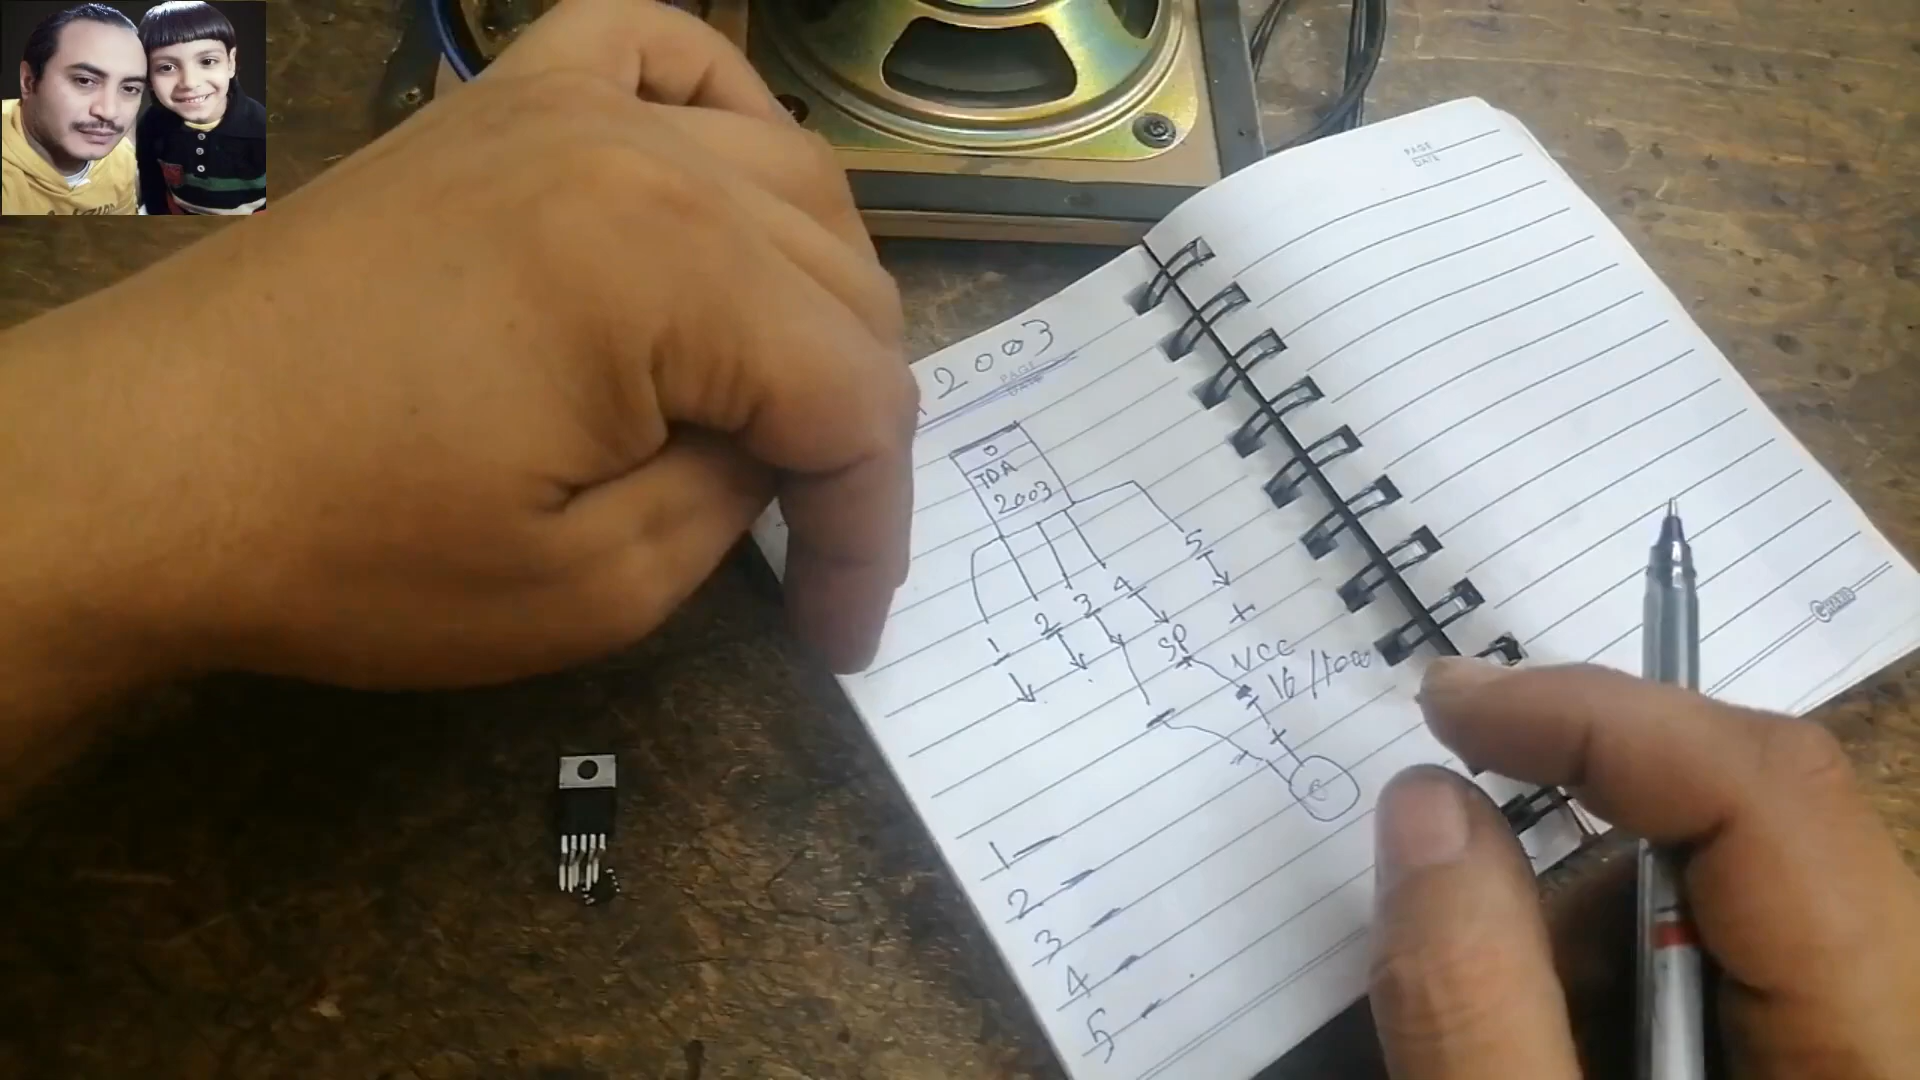 2003
PAGE
DATE
TDA
2003
1 2 3 4 5
+
SP
VCC
16/1000
+
-
1 -
2 -
3 -
4 -
5 -
PAGE
DATE